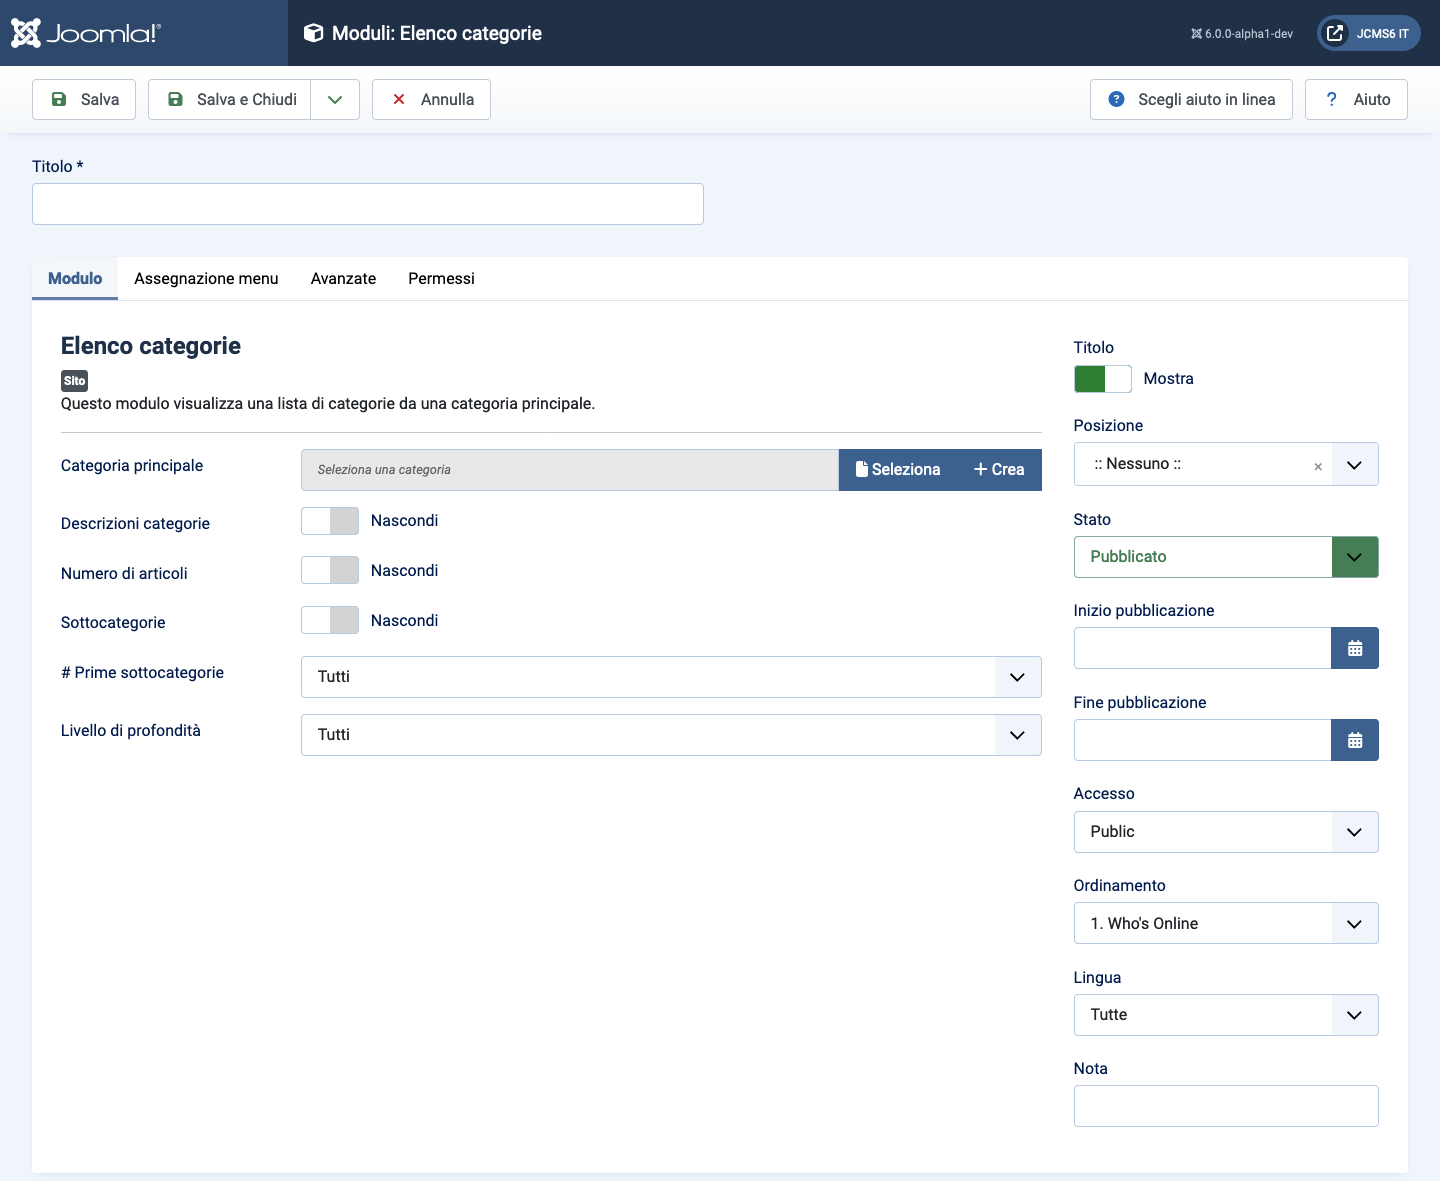 Joomla!®
Moduli: Elenco categorie
6.0.0-alpha1-dev
JCMS6 IT
Salva
Salva e Chiudi
Annulla
Scegli aiuto in linea
? Aiuto
Titolo *
Modulo
Assegnazione menu
Avanzate
Permessi
Elenco categorie
Sito
Questo modulo visualizza una lista di categorie da una categoria principale.
Categoria principale
Seleziona una categoria
Seleziona
+ Crea
Descrizioni categorie
Nascondi
Numero di articoli
Nascondi
Sottocategorie
Nascondi
# Prime sottocategorie
Tutti
Livello di profondità
Tutti
Titolo
Mostra
Posizione
:: Nessuno ::
×
Stato
Pubblicato
Inizio pubblicazione
Fine pubblicazione
Accesso
Public
Ordinamento
1. Who's Online
Lingua
Tutte
Nota